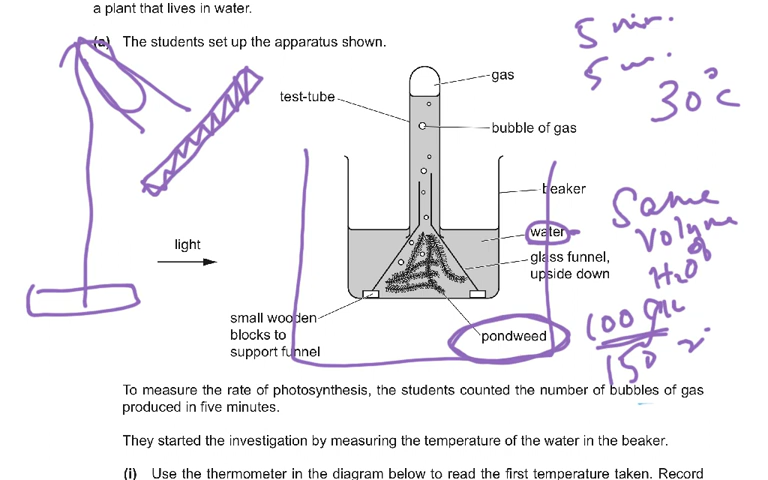 a plant that lives in water.
(a) The students set up the apparatus shown.
5 min.
5
30°C
gas
test-tube
bubble of gas
beaker
Same
volume
of
H₂O
light
water
glass funnel,
upside down
small wooden
blocks to
support funnel
pondweed
100
150
To measure the rate of photosynthesis, the students counted the number of bubbles of gas
produced in five minutes.
They started the investigation by measuring the temperature of the water in the beaker.
(i) Use the thermometer in the diagram below to read the first temperature taken. Record